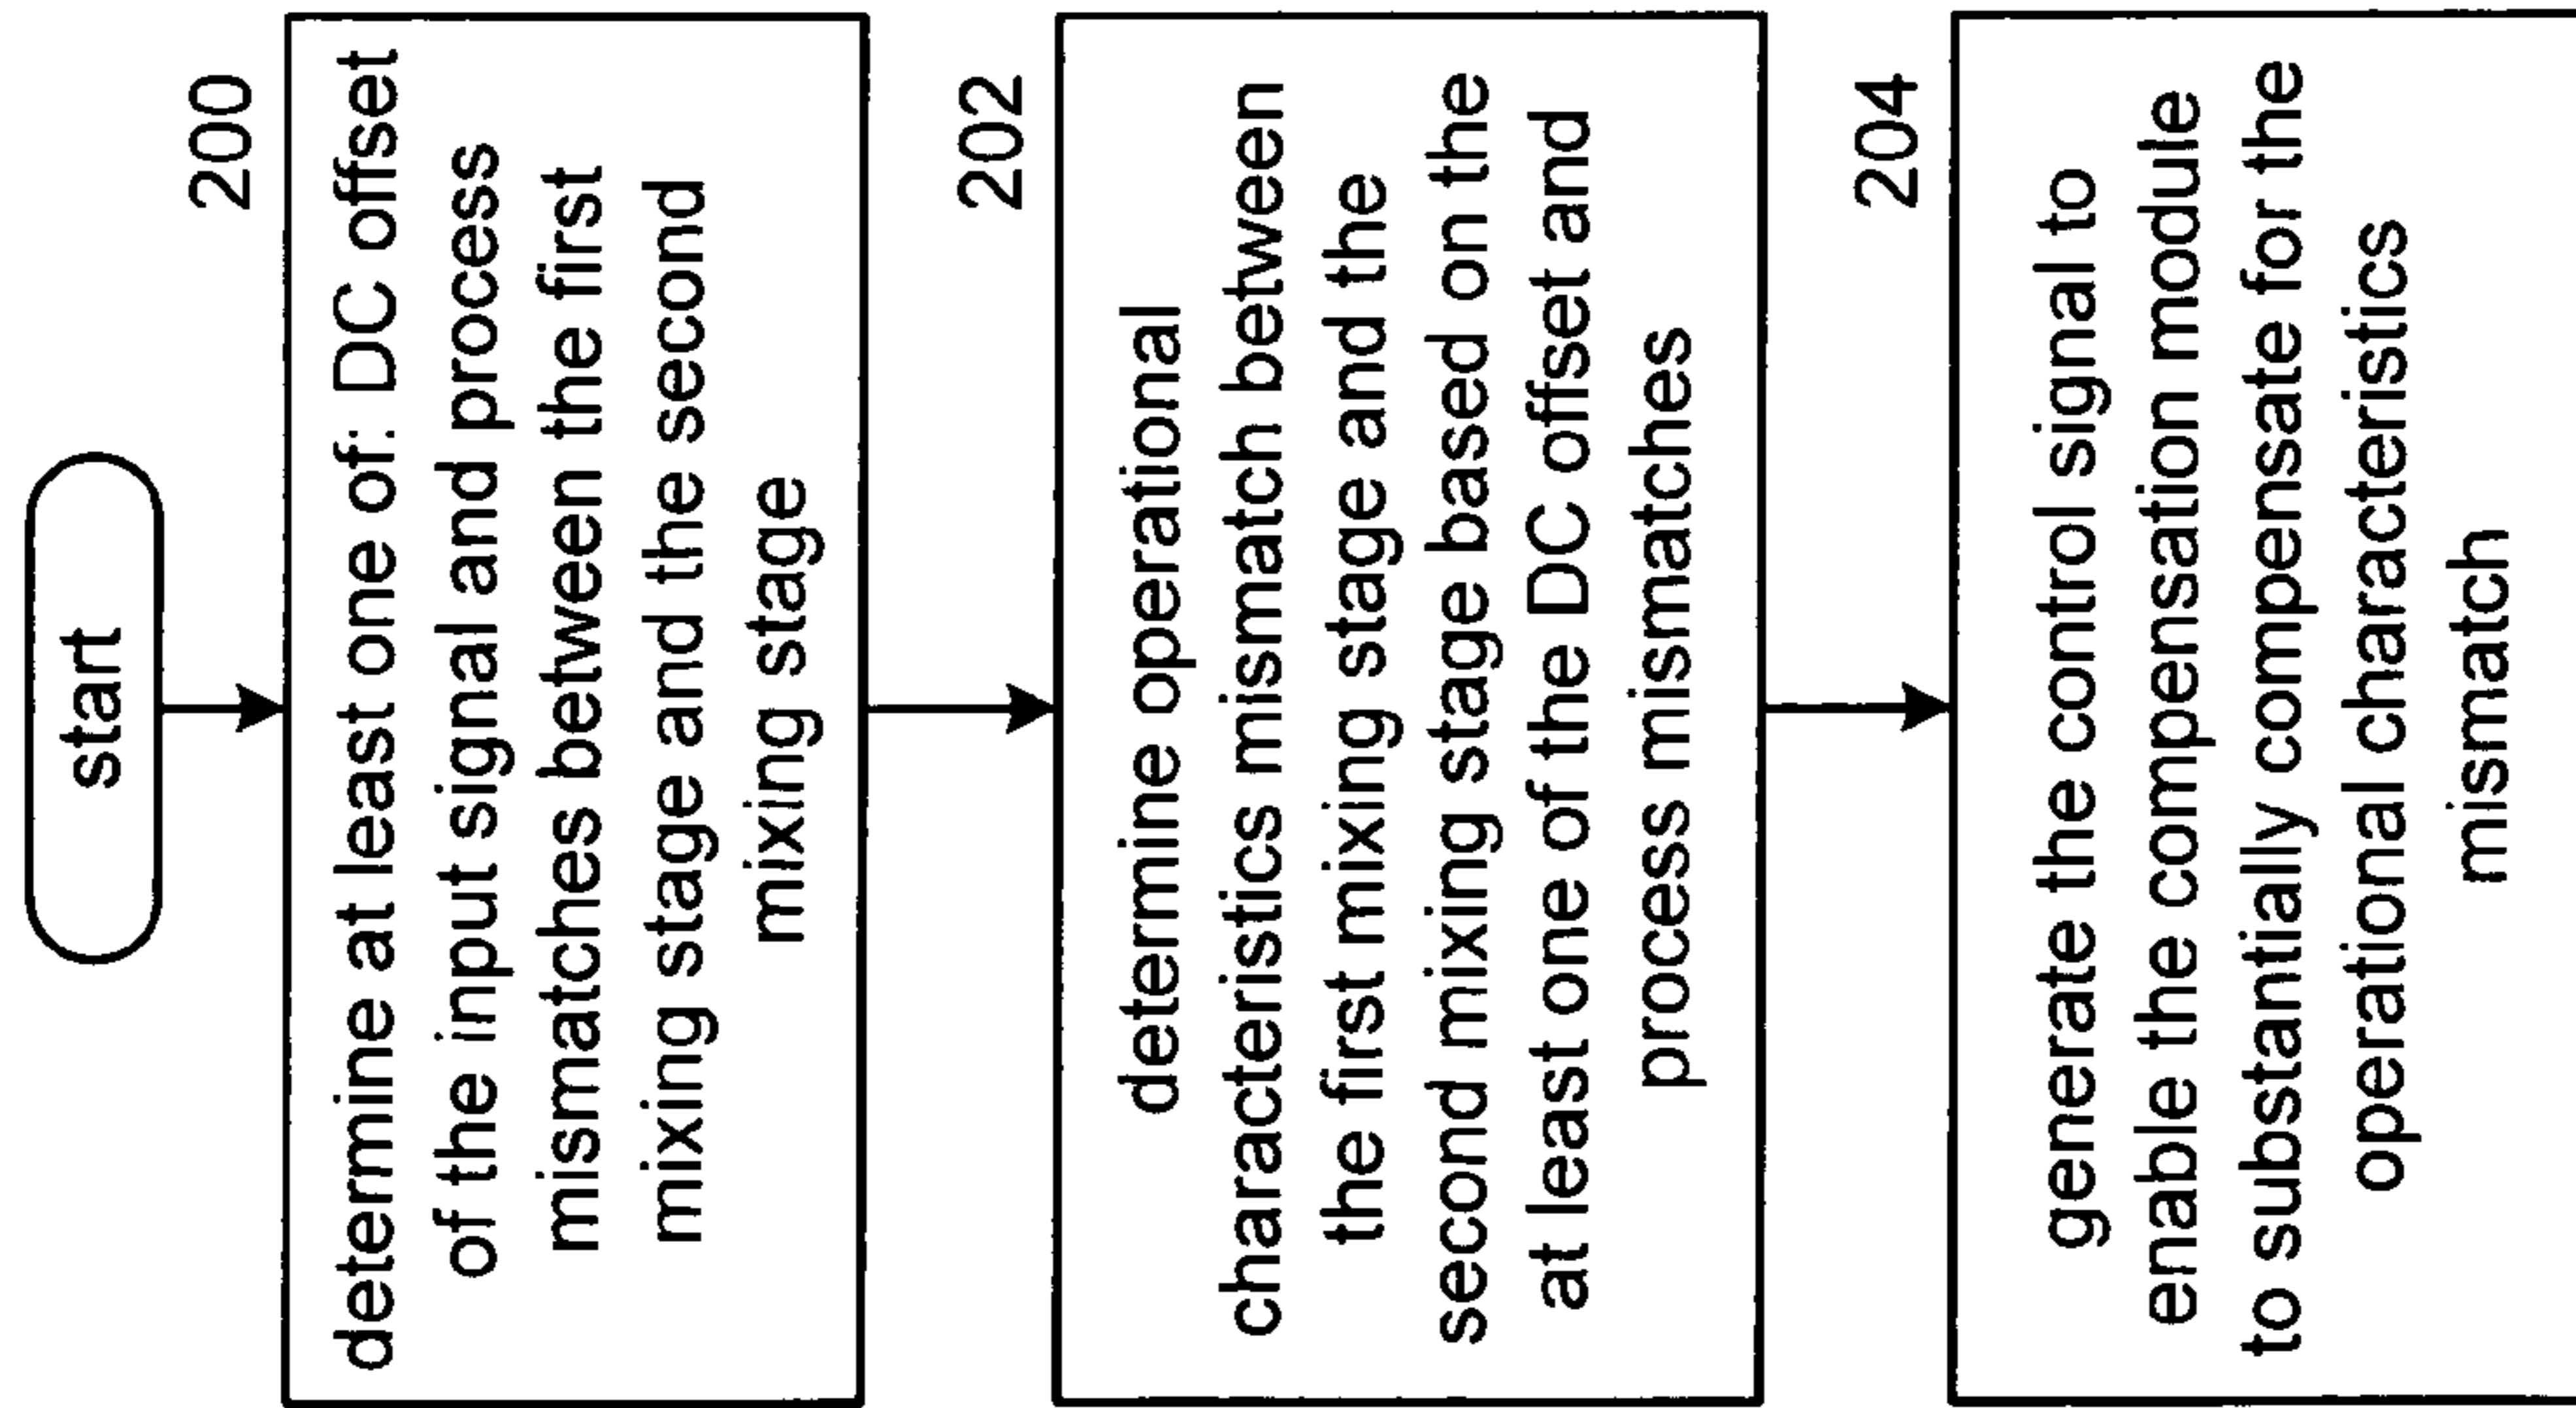 start
200
determine at least one of: DC offset
of the input signal and process
mismatches between the first
mixing stage and the second
mixing stage
202
determine operational
characteristics mismatch between
the first mixing stage and the
second mixing stage based on the
at least one of the DC offset and
process mismatches
204
generate the control signal to
enable the compensation module
to substantially compensate for the
operational characteristics
mismatch